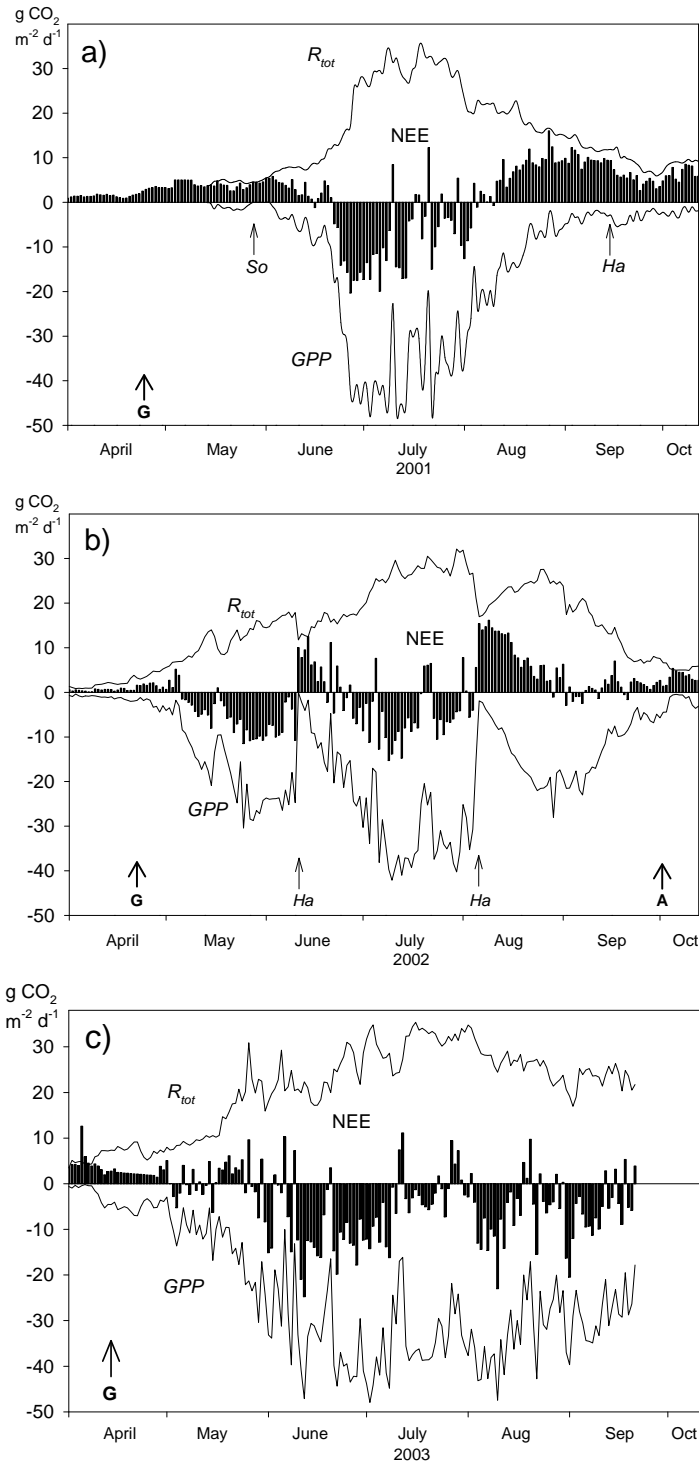 g CO2
m-2 d-1
a)
Rtot
NEE
30
20
10
0
-10
-20
-30
-40
-50
So
Ha
GPP
G
April May June July Aug Sep Oct
2001
g CO2
m-2 d-1
b)
Rtot
NEE
30
20
10
0
-10
-20
-30
-40
-50
GPP
G
Ha
Ha
A
April May June July Aug Sep Oct
2002
g CO2
m-2 d-1
c)
Rtot
NEE
30
20
10
0
-10
-20
-30
-40
-50
GPP
G
April May June July Aug Sep Oct
2003